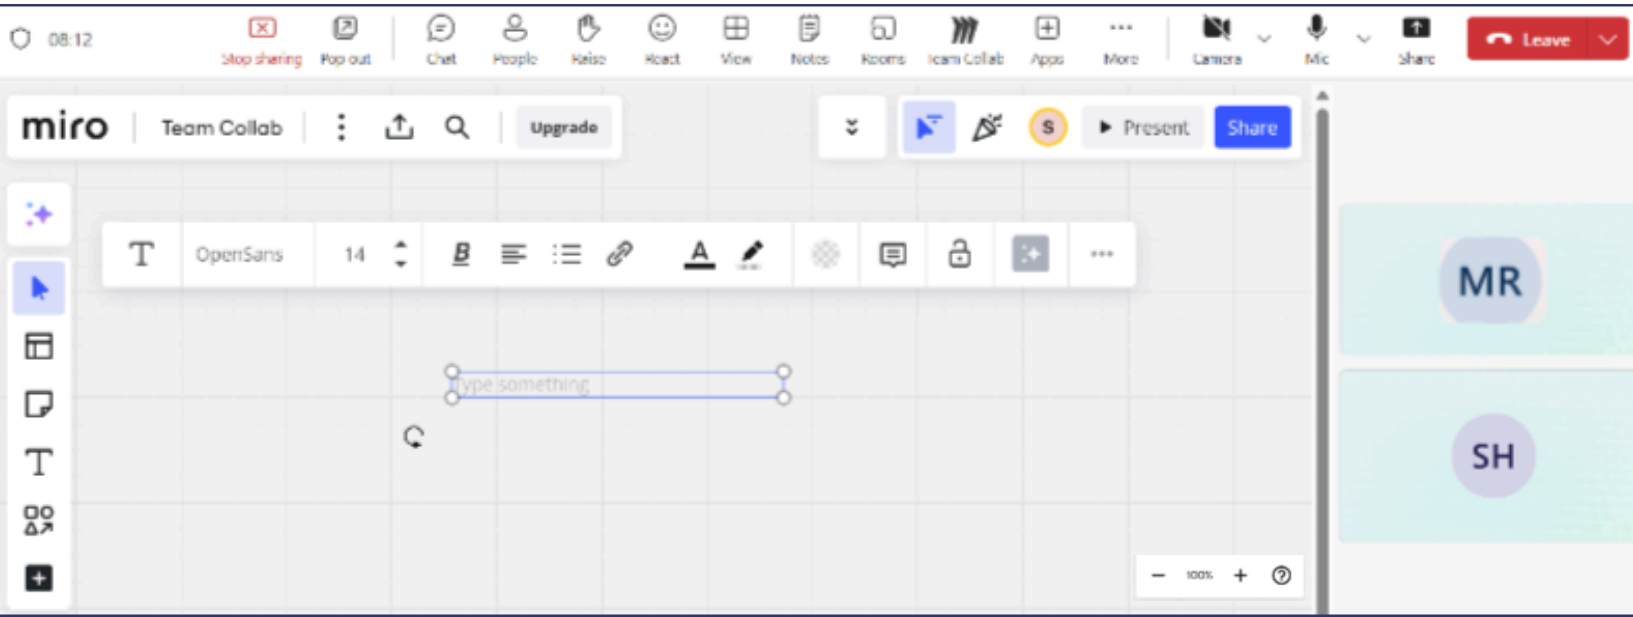 08:12 Stop sharing Pop out Chat People Raise React View Notes Rooms Team Collab Apps More Camera Mic Share Leave
miro Team Collab Upgrade S Present Share
T OpenSans 14 B A
Type something
MR
SH
100%